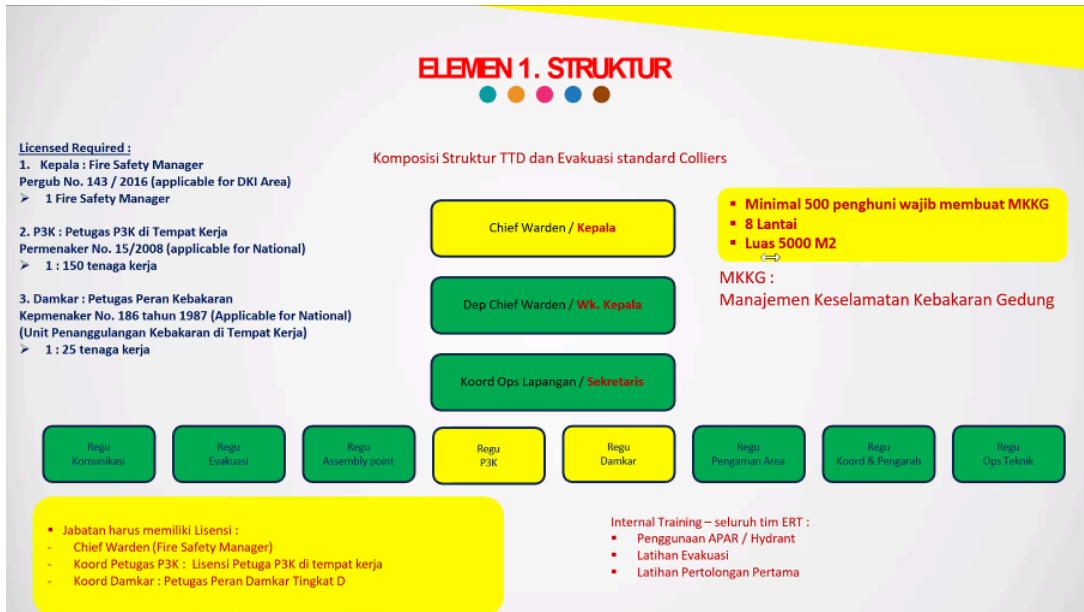 ELEMEN 1. STRUKTUR
Licensed Required :
1. Kepala : Fire Safety Manager
Pergub No. 143 / 2016 (applicable for DKI Area)
➢ 1 Fire Safety Manager
2. P3K : Petugas P3K di Tempat Kerja
Permenaker No. 15/2008 (applicable for National)
➢ 1 : 150 tenaga kerja
3. Damkar : Petugas Peran Kebakaran
Kepmenaker No. 186 tahun 1987 (Applicable for National)
(Unit Penanggulangan Kebakaran di Tempat Kerja)
➢ 1 : 25 tenaga kerja
Komposisi Struktur TTD dan Evakuasi standard Colliers
Chief Warden / Kepala
Dep Chief Warden / Wk. Kepala
Koord Ops Lapangan / Sekretaris
▪ Minimal 500 penghuni wajib membuat MKKG
▪ 8 Lantai
▪ Luas 5000 M2
MKKG :
Manajemen Keselamatan Kebakaran Gedung
Regu
Komunikasi
Regu
Evakuasi
Regu
Assembly point
Regu
P3K
Regu
Damkar
Regu
Pengaman Area
Regu
Koord & Pengarah
Regu
Ops Teknik
▪ Jabatan harus memiliki Lisensi :
- Chief Warden (Fire Safety Manager)
- Koord Petugas P3K : Lisensi Petuga P3K di tempat kerja
- Koord Damkar : Petugas Peran Damkar Tingkat D
Internal Training – seluruh tim ERT :
▪ Penggunaan APAR / Hydrant
▪ Latihan Evakuasi
▪ Latihan Pertolongan Pertama